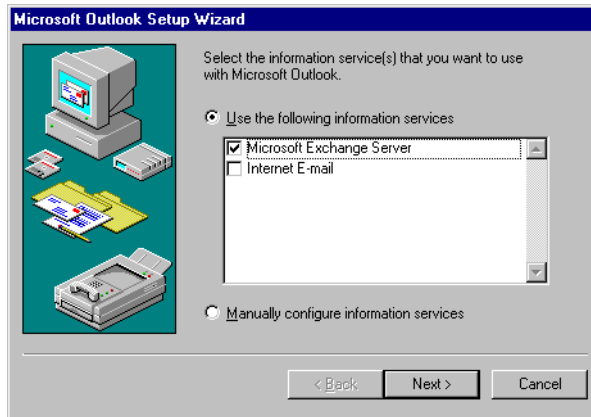 Microsoft Outlook Setup Wizard
Select the information service(s) that you want to use
with Microsoft Outlook.
Use the following information services
Microsoft Exchange Server
Internet E-mail
Manually configure information services
< Back
Next >
Cancel